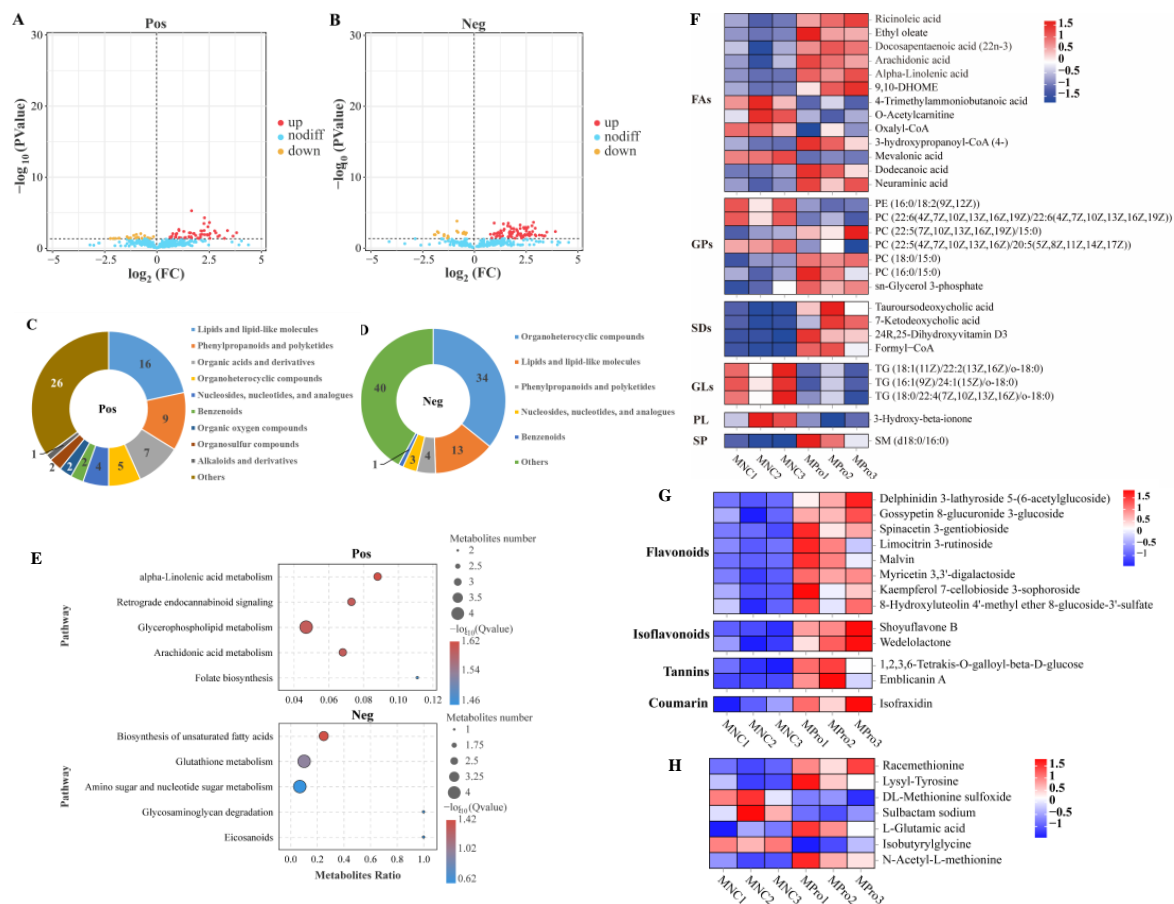 A
Pos
30
20
10
0
−5.0
−2.5
0
2.5
5
−log10 (PValue)
log2 (FC)
up
nodiff
down
B
Neg
30
20
10
0
−5.0
−2.5
0
2.5
5
−log10 (PValue)
log2 (FC)
up
nodiff
down
C
Pos
16
9
7
5
4
2
2
2
1
26
Lipids and lipid-like molecules
Phenylpropanoids and polyketides
Organic acids and derivatives
Organoheterocyclic compounds
Nucleosides, nucleotides, and analogues
Benzenoids
Organic oxygen compounds
Organosulfur compounds
Alkaloids and derivatives
Others
D
Neg
34
13
4
3
1
40
Organoheterocyclic compounds
Lipids and lipid-like molecules
Phenylpropanoids and polyketides
Nucleosides, nucleotides, and analogues
Benzenoids
Others
E
Pos
Pathway
alpha-Linolenic acid metabolism
Retrograde endocannabinoid signaling
Glycerophospholipid metabolism
Arachidonic acid metabolism
Folate biosynthesis
0.04 0.06 0.08 0.10 0.12
Metabolites number
2
2.5
3
3.5
4
−log10(Qvalue)
1.62
1.54
1.46
Neg
Pathway
Biosynthesis of unsaturated fatty acids
Glutathione metabolism
Amino sugar and nucleotide sugar metabolism
Glycosaminoglycan degradation
Eicosanoids
0.0 0.2 0.4 0.6 0.8 1.0
Metabolites Ratio
Metabolites number
1
1.75
2.5
3.25
4
−log10(Qvalue)
1.42
1.02
0.62
F
FAs
Ricinoleic acid
Ethyl oleate
Docosapentaenoic acid (22n-3)
Arachidonic acid
Alpha-Linolenic acid
9,10-DHOME
4-Trimethylammoniobutanoic acid
O-Acetylcarnitine
Oxalyl-CoA
3-hydroxypropanoyl-CoA (4-)
Mevalonic acid
Dodecanoic acid
Neuraminic acid
1.5
1
0.5
0
−0.5
−1
−1.5
GPs
PE (16:0/18:2(9Z,12Z))
PC (22:6(4Z,7Z,10Z,13Z,16Z,19Z)/22:6(4Z,7Z,10Z,13Z,16Z,19Z))
PC (22:5(7Z,10Z,13Z,16Z,19Z)/15:0)
PC (22:5(4Z,7Z,10Z,13Z,16Z)/20:5(5Z,8Z,11Z,14Z,17Z))
PC (18:0/15:0)
PC (16:0/15:0)
sn-Glycerol 3-phosphate
SDs
Tauroursodeoxycholic acid
7-Ketodeoxycholic acid
24R,25-Dihydroxyvitamin D3
Formyl−CoA
GLs
TG (18:1(11Z)/22:2(13Z,16Z)/o-18:0)
TG (16:1(9Z)/24:1(15Z)/o-18:0)
TG (18:0/22:4(7Z,10Z,13Z,16Z)/o-18:0)
PL
3-Hydroxy-beta-ionone
SP
SM (d18:0/16:0)
MNC1 MNC2 MNC3 MPro1 MPro2 MPro3
G
Flavonoids
Delphinidin 3-lathyroside 5-(6-acetylglucoside)
Gossypetin 8-glucuronide 3-glucoside
Spinacetin 3-gentiobioside
Limocitrin 3-rutinoside
Malvin
Myricetin 3,3'-digalactoside
Kaempferol 7-cellobioside 3-sophoroside
8-Hydroxyluteolin 4'-methyl ether 8-glucoside-3'-sulfate
1.5
1
0.5
0
−0.5
−1
Isoflavonoids
Shoyuflavone B
Wedelolactone
Tannins
1,2,3,6-Tetrakis-O-galloyl-beta-D-glucose
Emblicanin A
Coumarin
Isofraxidin
MNC1 MNC2 MNC3 MPro1 MPro2 MPro3
H
Racemethionine
Lysyl-Tyrosine
DL-Methionine sulfoxide
Sulbactam sodium
L-Glutamic acid
Isobutyrylglycine
N-Acetyl-L-methionine
1.5
1
0.5
0
−0.5
−1
MNC1 MNC2 MNC3 MPro1 MPro2 MPro3